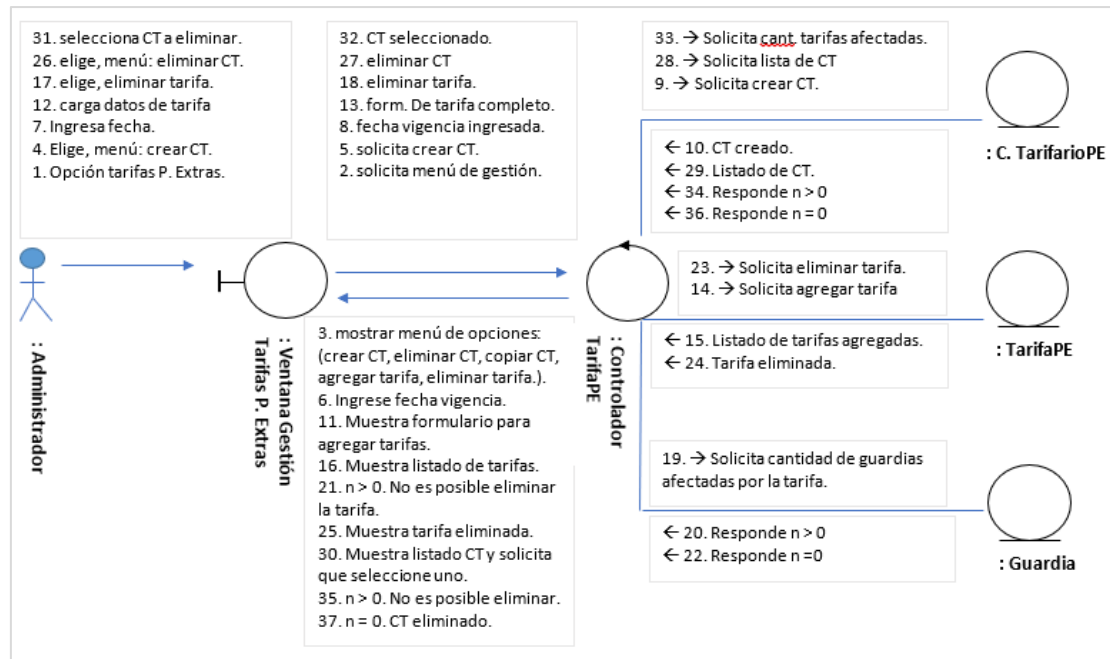 31. selecciona CT a eliminar.
26. elige, menú: eliminar CT.
17. elige, eliminar tarifa.
12. carga datos de tarifa
7. Ingresa fecha.
4. Elige, menú: crear CT.
1. Opción tarifas P. Extras.
32. CT seleccionado.
27. eliminar CT
18. eliminar tarifa.
13. form. De tarifa completo.
8. fecha vigencia ingresada.
5. solicita crear CT.
2. solicita menú de gestión.
33. → Solicita cant. tarifas afectadas.
28. → Solicita lista de CT
9. → Solicita crear CT.
← 10. CT creado.
← 29. Listado de CT.
← 34. Responde n > 0
← 36. Responde n = 0
: C. TarifarioPE
23. → Solicita eliminar tarifa.
14. → Solicita agregar tarifa
← 15. Listado de tarifas agregadas.
← 24. Tarifa eliminada.
: TarifaPE
: Administrador
: Ventana Gestión
Tarifas P. Extras
3. mostrar menú de opciones:
(crear CT, eliminar CT, copiar CT,
agregar tarifa, eliminar tarifa.).
6. Ingrese fecha vigencia.
11. Muestra formulario para
agregar tarifas.
16. Muestra listado de tarifas.
21. n > 0. No es posible eliminar
la tarifa.
25. Muestra tarifa eliminada.
30. Muestra listado CT y solicita
que seleccione uno.
35. n > 0. No es posible eliminar.
37. n = 0. CT eliminado.
: Controlador
TarifaPE
19. → Solicita cantidad de guardias
afectadas por la tarifa.
← 20. Responde n > 0
← 22. Responde n =0
: Guardia